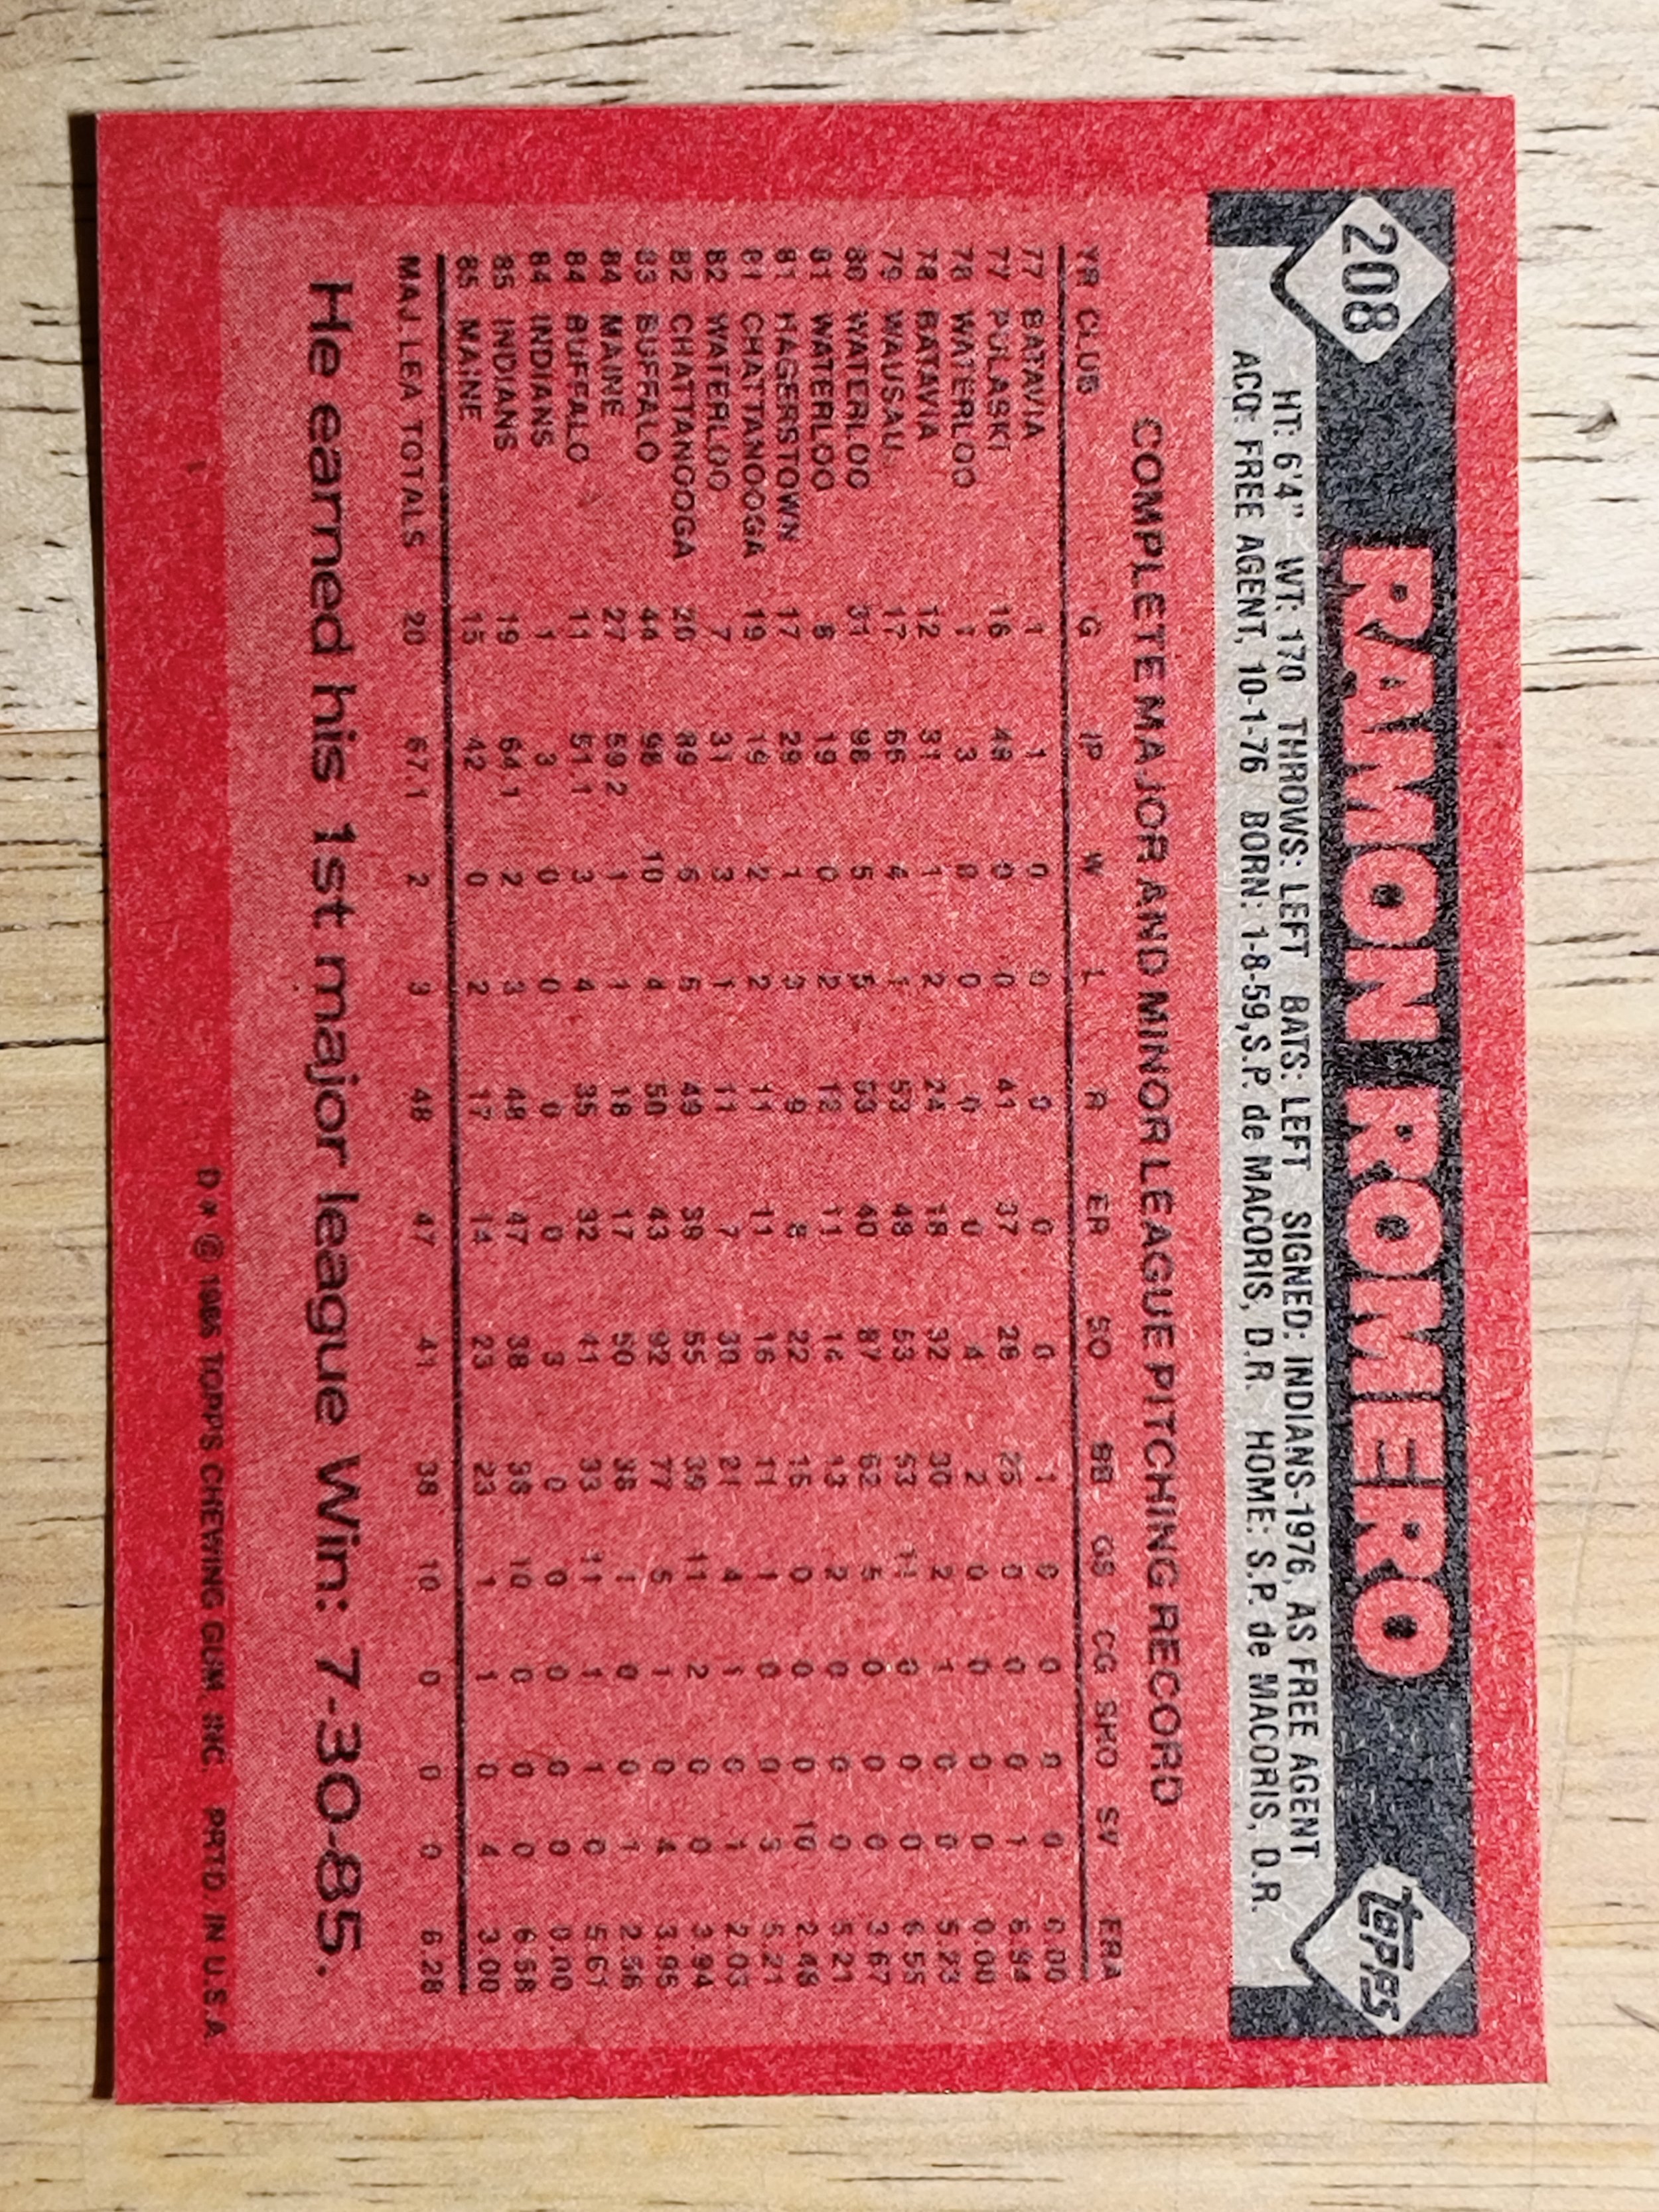 208 RAMON ROMERO topps
HT: 6'4" WT: 170 THROWS: LEFT BATS: LEFT SIGNED: INDIANS-1976, AS FREE AGENT
ACQ: FREE AGENT, 10-1-76 BORN: 1-8-59, S.P. de MACORIS, D.R. HOME: S.P. de MACORIS, D.R.
COMPLETE MAJOR AND MINOR LEAGUE PITCHING RECORD
YR CLUB G IP W L R ER SO BB GS CG SHO SV ERA
77 BATAVIA 1 1 0 0 0 0 0 1 0 0 0 0 0.00
77 PULASKI 16 48 0 0 41 37 28 25 0 0 0 1 6.94
78 WATERLOO 1 3 0 0 0 0 4 2 0 0 0 0 0.00
78 BATAVIA 12 31 1 2 24 18 32 30 2 1 0 0 5.23
79 WAUSAU 17 66 4 1 53 48 53 53 11 0 0 0 6.55
80 WATERLOO 31 98 5 5 53 40 87 62 5 0 0 0 3.67
81 WATERLOO 19 0 2 11 13 2 0 0 0 5.21
81 HAGERSTOWN 17 29 1 3 9 8 22 15 0 0 0 10 2.48
81 CHATTANOOGA 19 19 2 2 11 11 16 11 1 0 0 3 5.21
82 WATERLOO 7 31 3 1 11 7 30 21 4 1 0 1 2.03
82 CHATTANOOGA 20 89 6 5 49 39 55 39 11 2 0 0 3.94
83 BUFFALO 44 98 10 4 50 43 92 77 5 1 0 4 3.95
84 MAINE 27 59.2 1 1 18 17 50 36 1 0 0 1 2.56
84 BUFFALO 11 51.1 3 4 35 32 41 33 11 1 1 0 5.61
84 INDIANS 1 3 0 0 0 0 3 0 0 0 0 0 0.00
85 INDIANS 19 64.1 2 3 48 47 38 38 10 0 0 0 6.58
85 MAINE 15 42 0 2 17 14 23 23 1 1 0 4 3.00
MAJ. LEA TOTALS 20 67.1 2 3 48 47 41 38 10 0 0 0 6.28
He earned his 1st major league Win: 7-30-85.
D * © 1986 TOPPS CHEWING GUM, INC. PRTD. IN U.S.A.